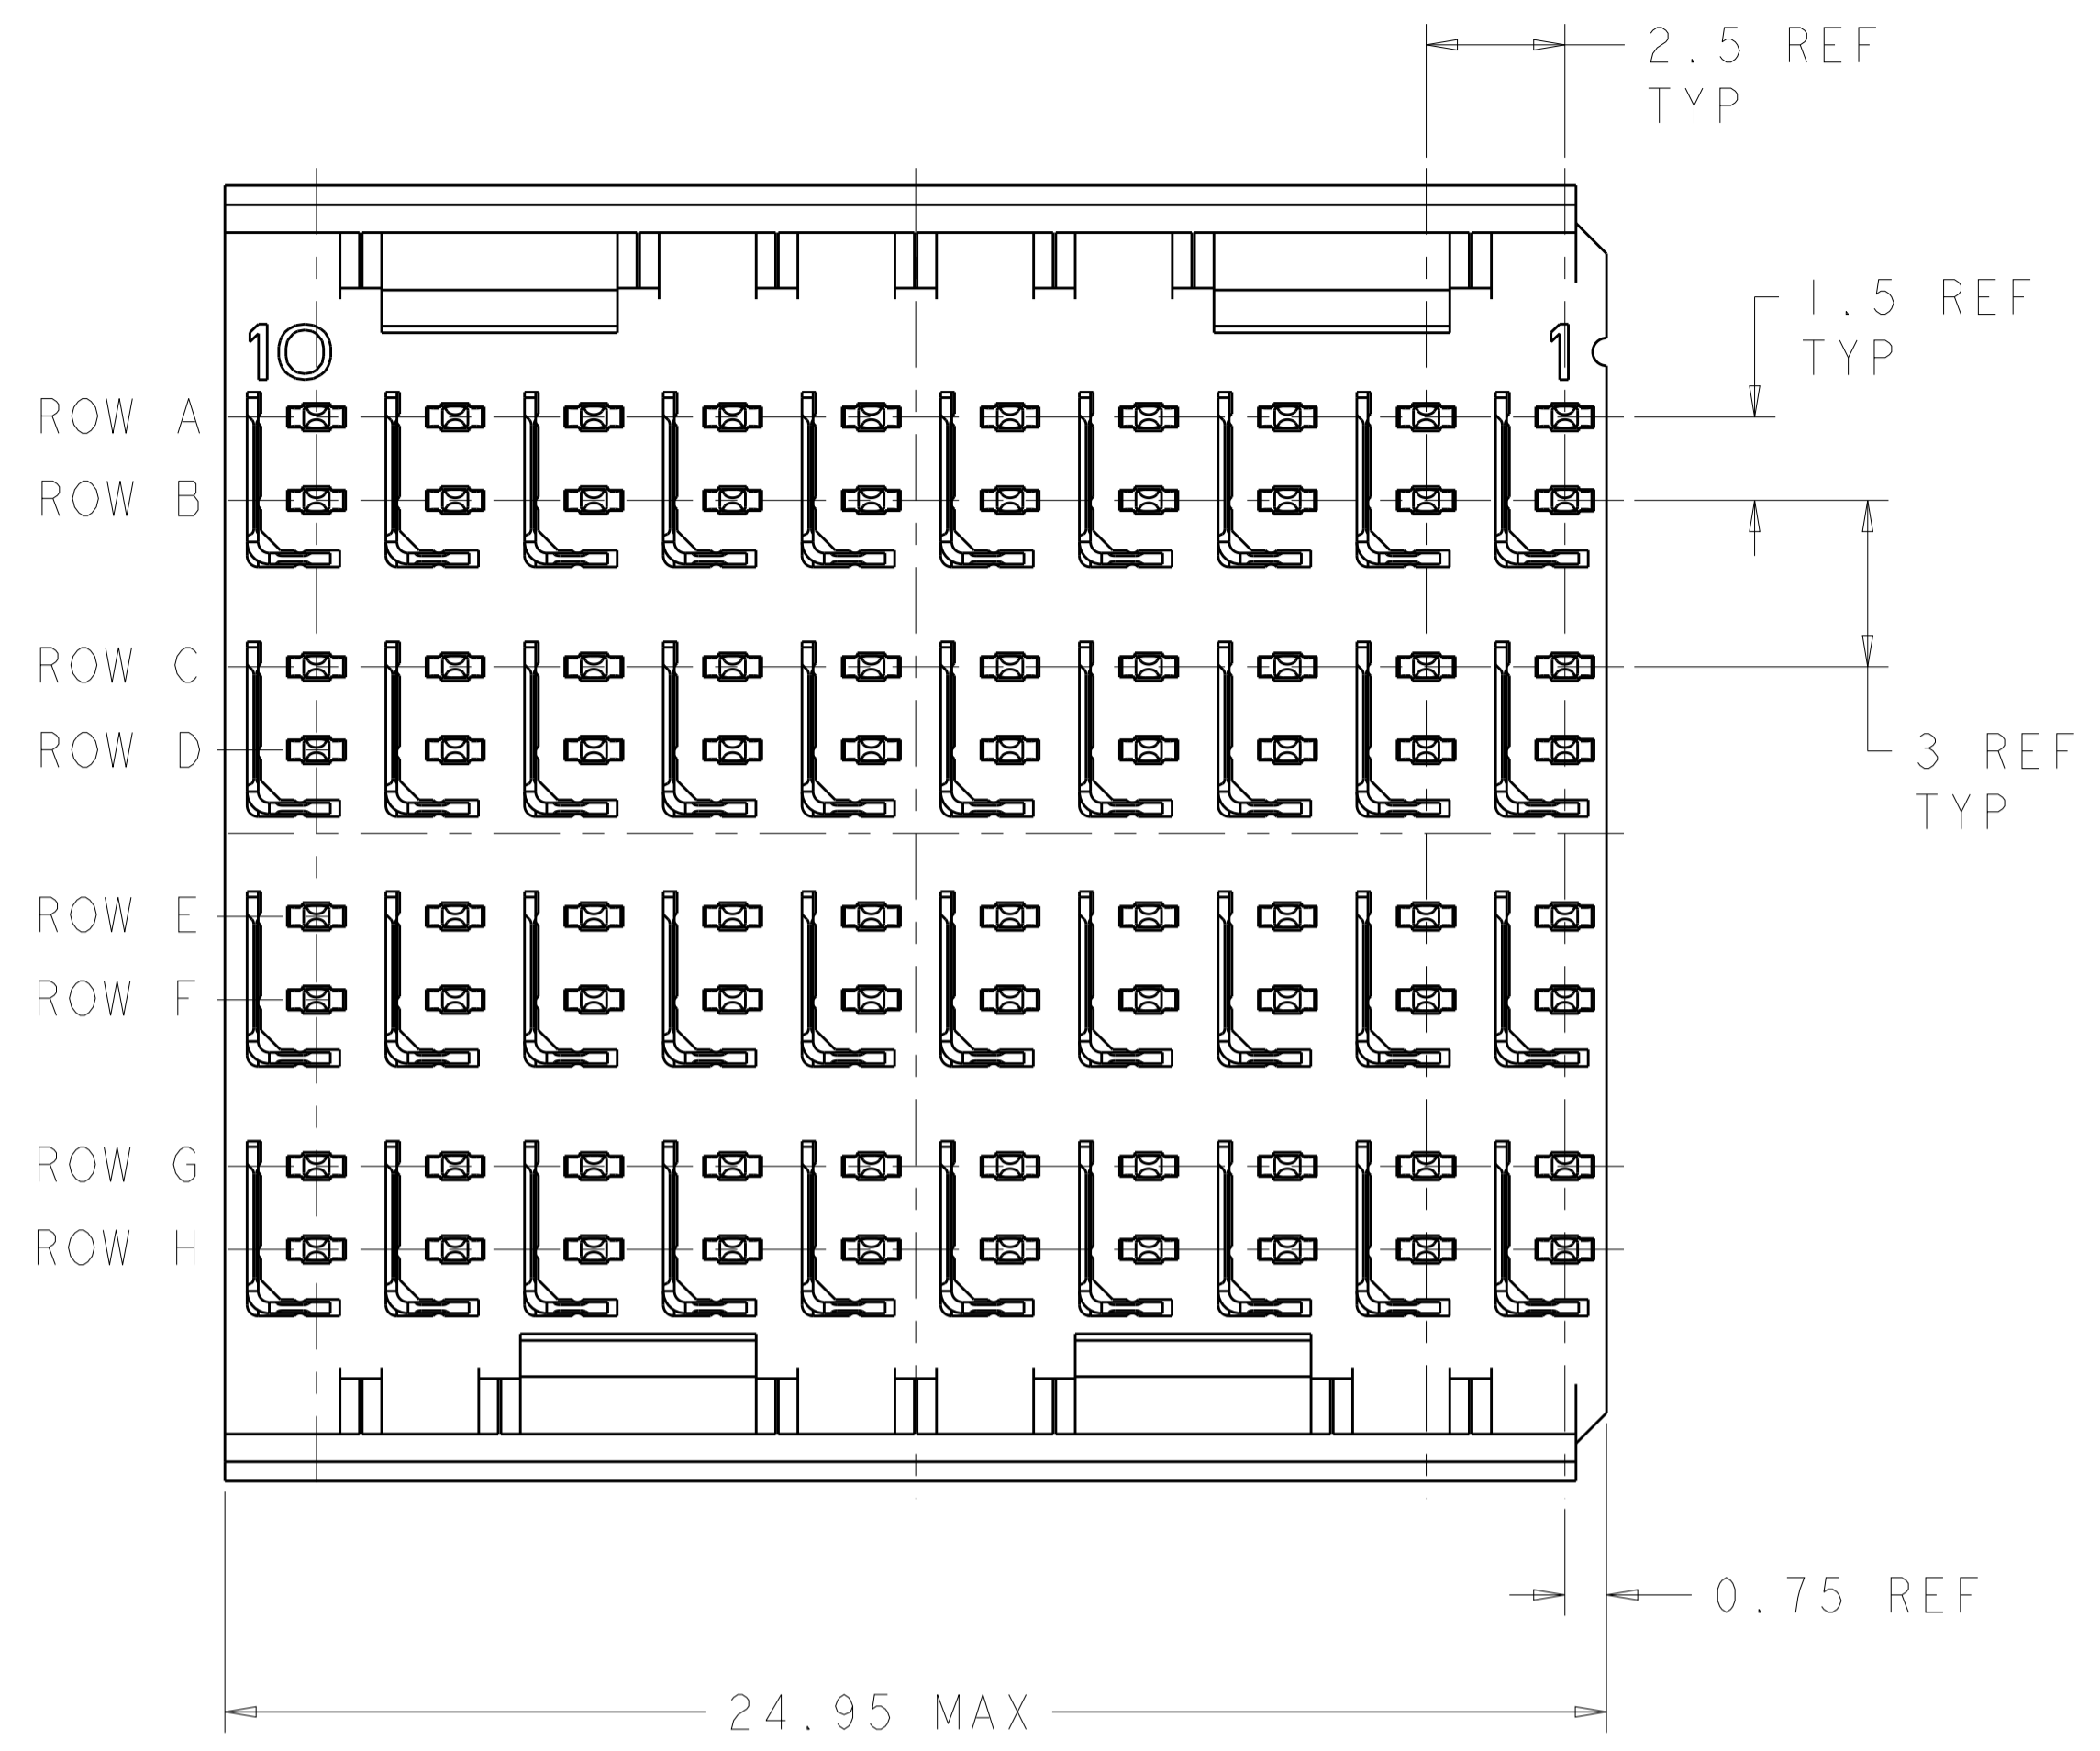 2.5 REF
TYP
1.5 REF
TYP
10
1
ROW A
ROW B
ROW C
ROW D
3 REF
TYP
ROW E
ROW F
ROW G
ROW H
0.75 REF
24.95 MAX